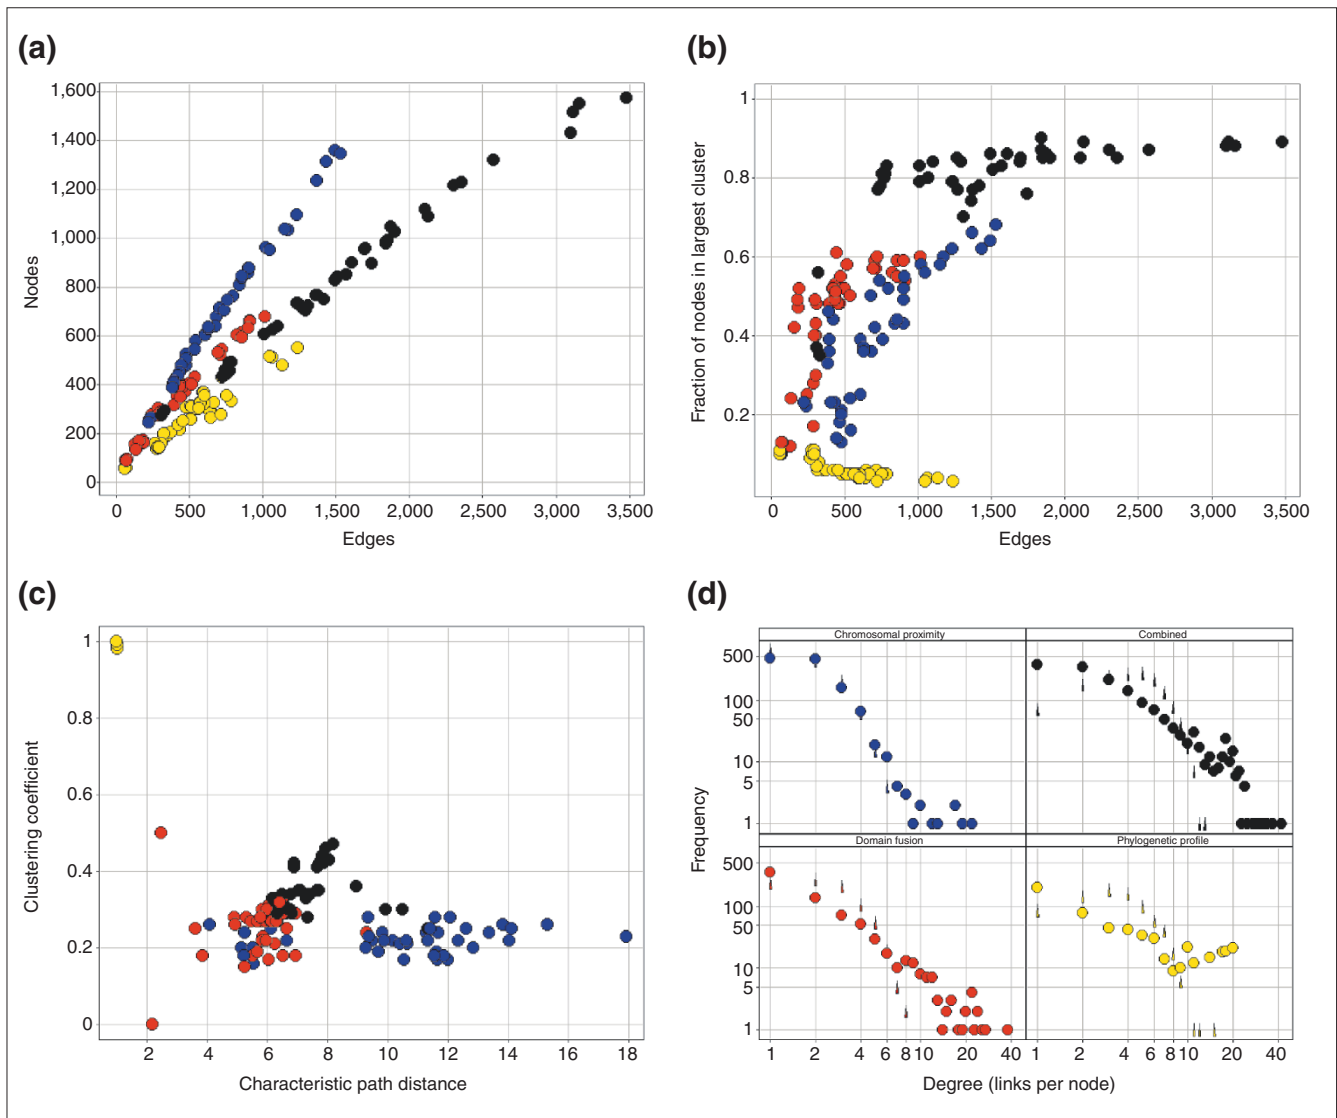 (a)
1,600
1,400
1,200
1,000
800
600
400
200
0
Nodes
0 500 1,000 1,500 2,000 2,500 3,000 3,500
Edges
(b)
1
0.8
0.6
0.4
0.2
Fraction of nodes in largest cluster
0 500 1,000 1,500 2,000 2,500 3,000 3,500
Edges
(c)
1
0.8
0.6
0.4
0.2
0
Clustering coefficient
2 4 6 8 10 12 14 16 18
Characteristic path distance
(d)
Chromosomal proximity Combined
500
100
50
10
5
1
Frequency
Domain fusion Phylogenetic profile
500
100
50
10
5
1
1 2 4 6 8 10 20 40 1 2 4 6 8 10 20 40
Degree (links per node)